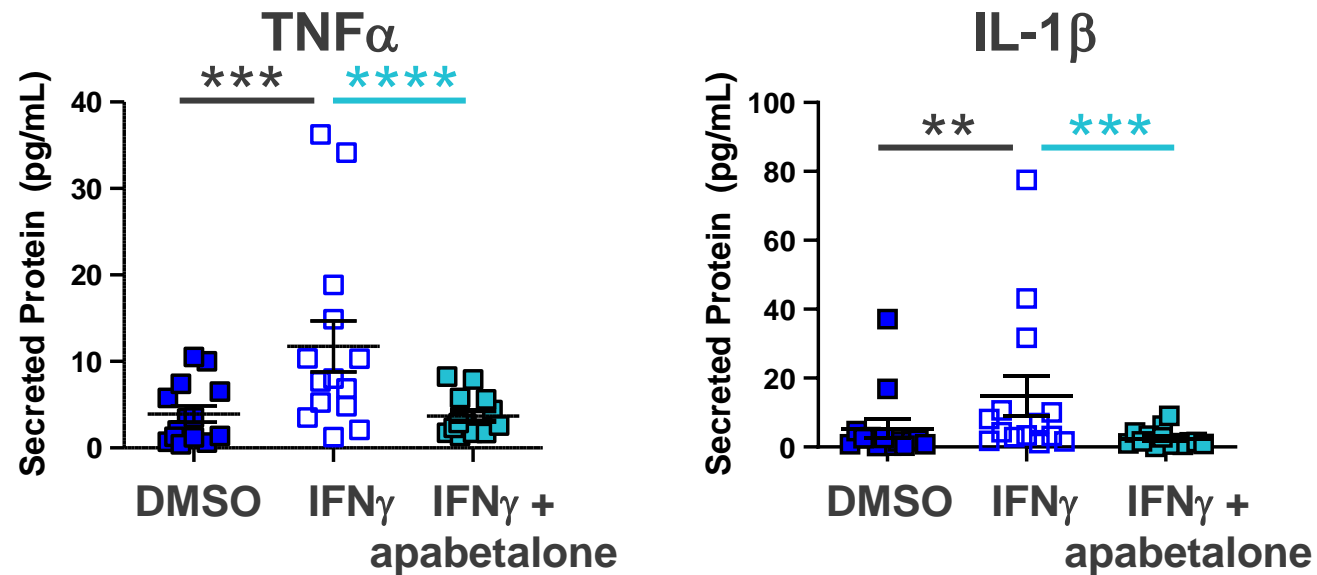 TNFα
*** ****
Secreted Protein (pg/mL)
40
30
20
10
0
DMSO IFNγ IFNγ +
apabetalone
IL-1β
** ***
Secreted Protein (pg/mL)
100
80
60
40
20
0
DMSO IFNγ IFNγ +
apabetalone